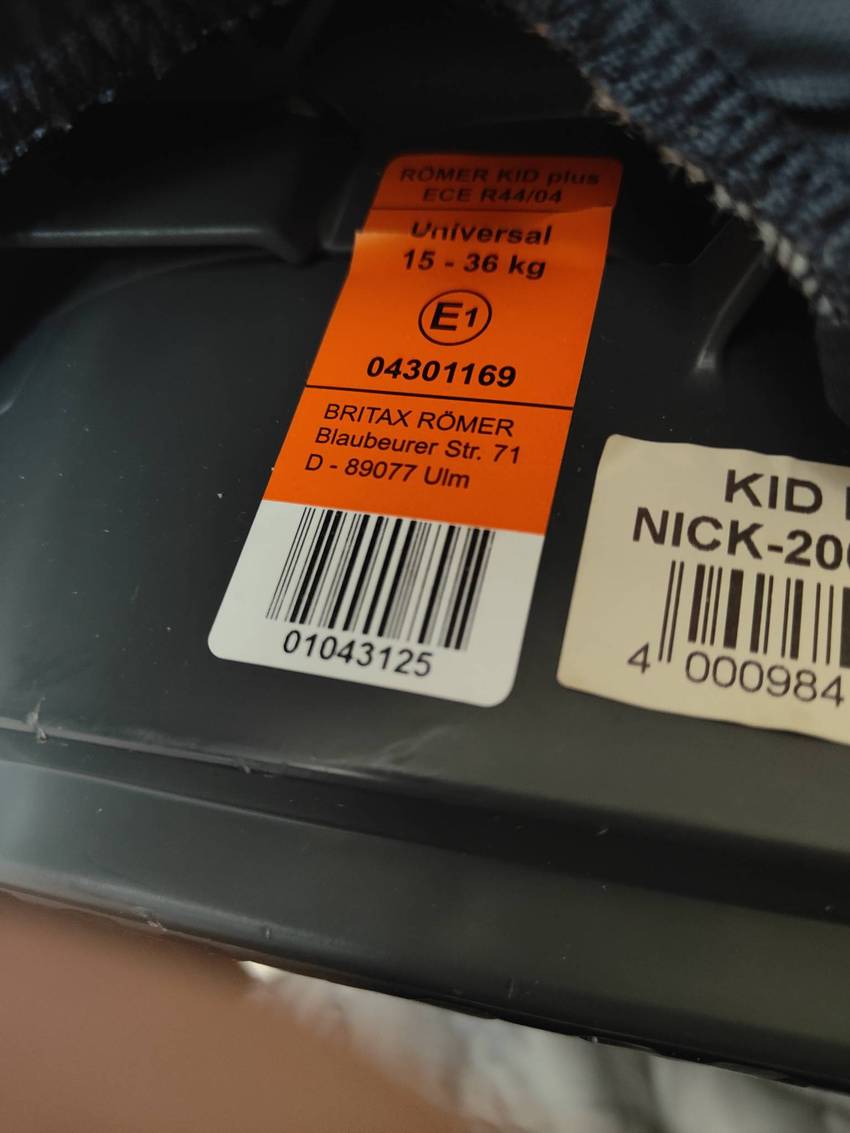 RÖMER KID plus
ECE R44/04
Universal
15 - 36 kg
E1
04301169
BRITAX RÖMER
Blaubeurer Str. 71
D - 89077 Ulm
01043125
KID
NICK-20
4 000984